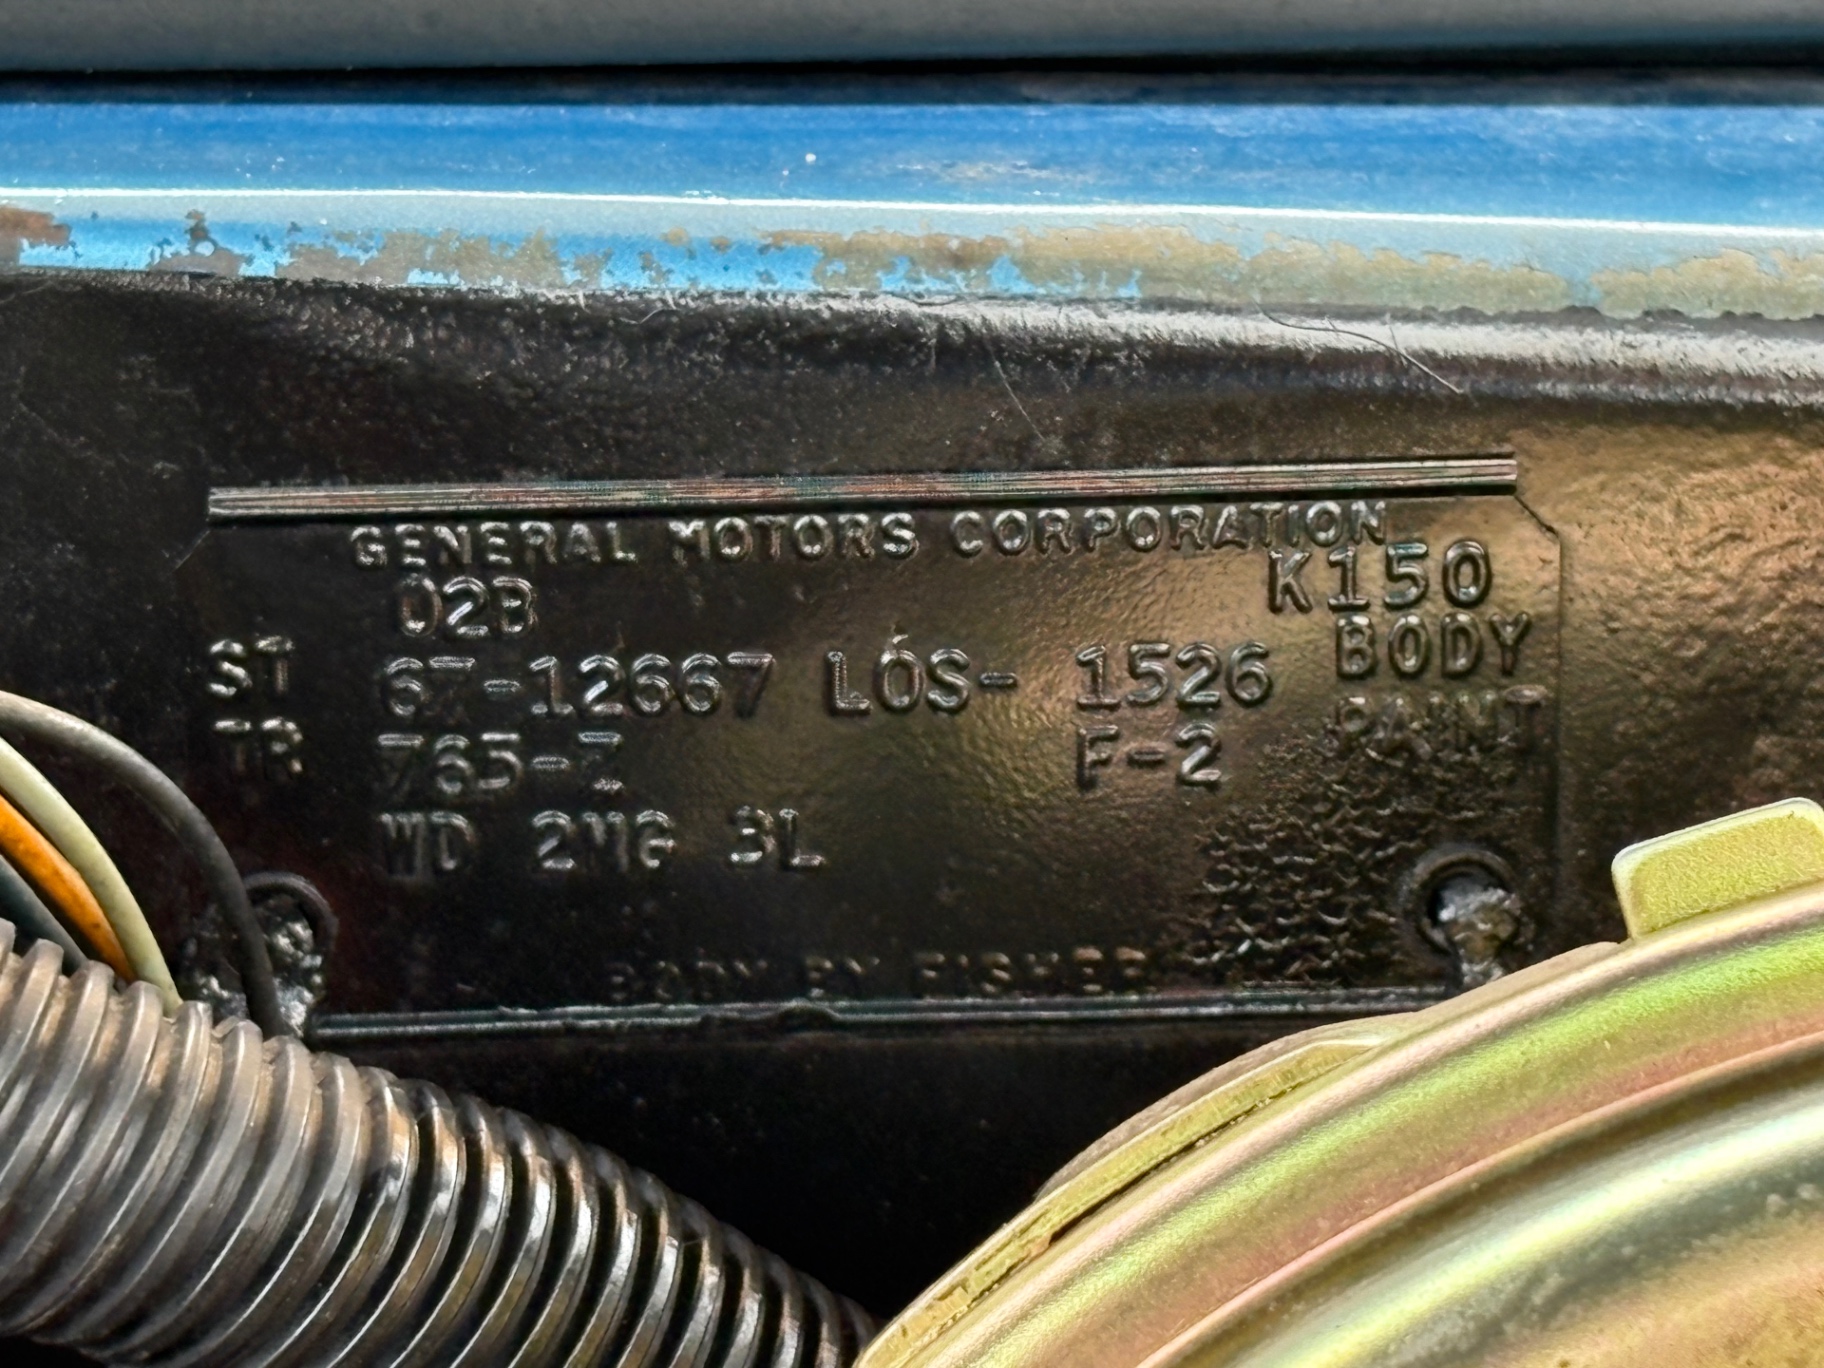 GENERAL MOTORS CORPORATION
02B K150
ST 67-12667 LOS- 1526 BODY
TR 765-Z F-2 PAINT
WD 2MG 3L
BODY BY FISHER